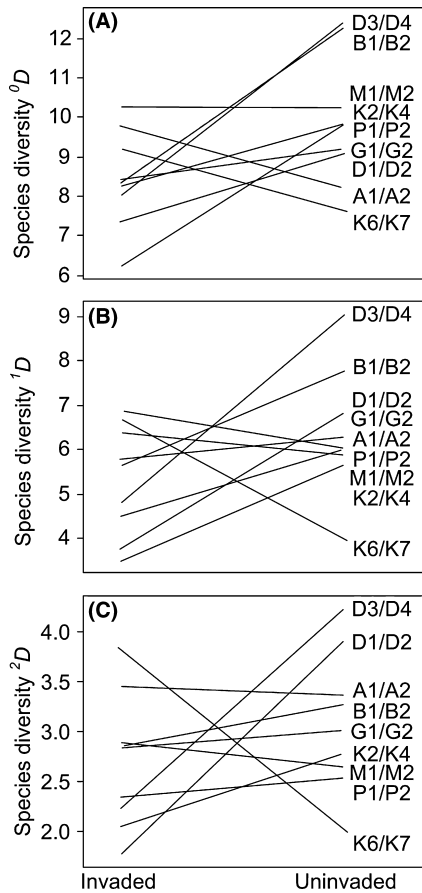 (A)
Species diversity ⁰D
12
11
10
9
8
7
6
D3/D4
B1/B2
M1/M2
K2/K4
P1/P2
G1/G2
D1/D2
A1/A2
K6/K7
(B)
Species diversity ¹D
9
8
7
6
5
4
D3/D4
B1/B2
D1/D2
G1/G2
A1/A2
P1/P2
M1/M2
K2/K4
K6/K7
(C)
Species diversity ²D
4.0
3.5
3.0
2.5
2.0
D3/D4
D1/D2
A1/A2
B1/B2
G1/G2
K2/K4
M1/M2
P1/P2
K6/K7
Invaded Uninvaded